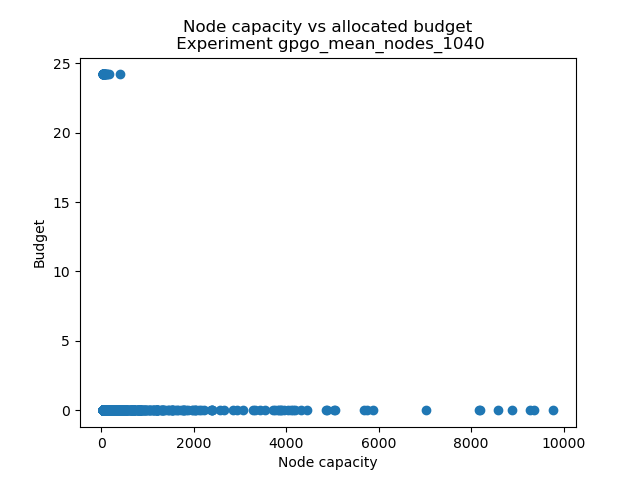 Node capacity vs allocated budget
Experiment gpgo_mean_nodes_1040
25
20
15
10
5
0
Budget
0 2000 4000 6000 8000 10000
Node capacity